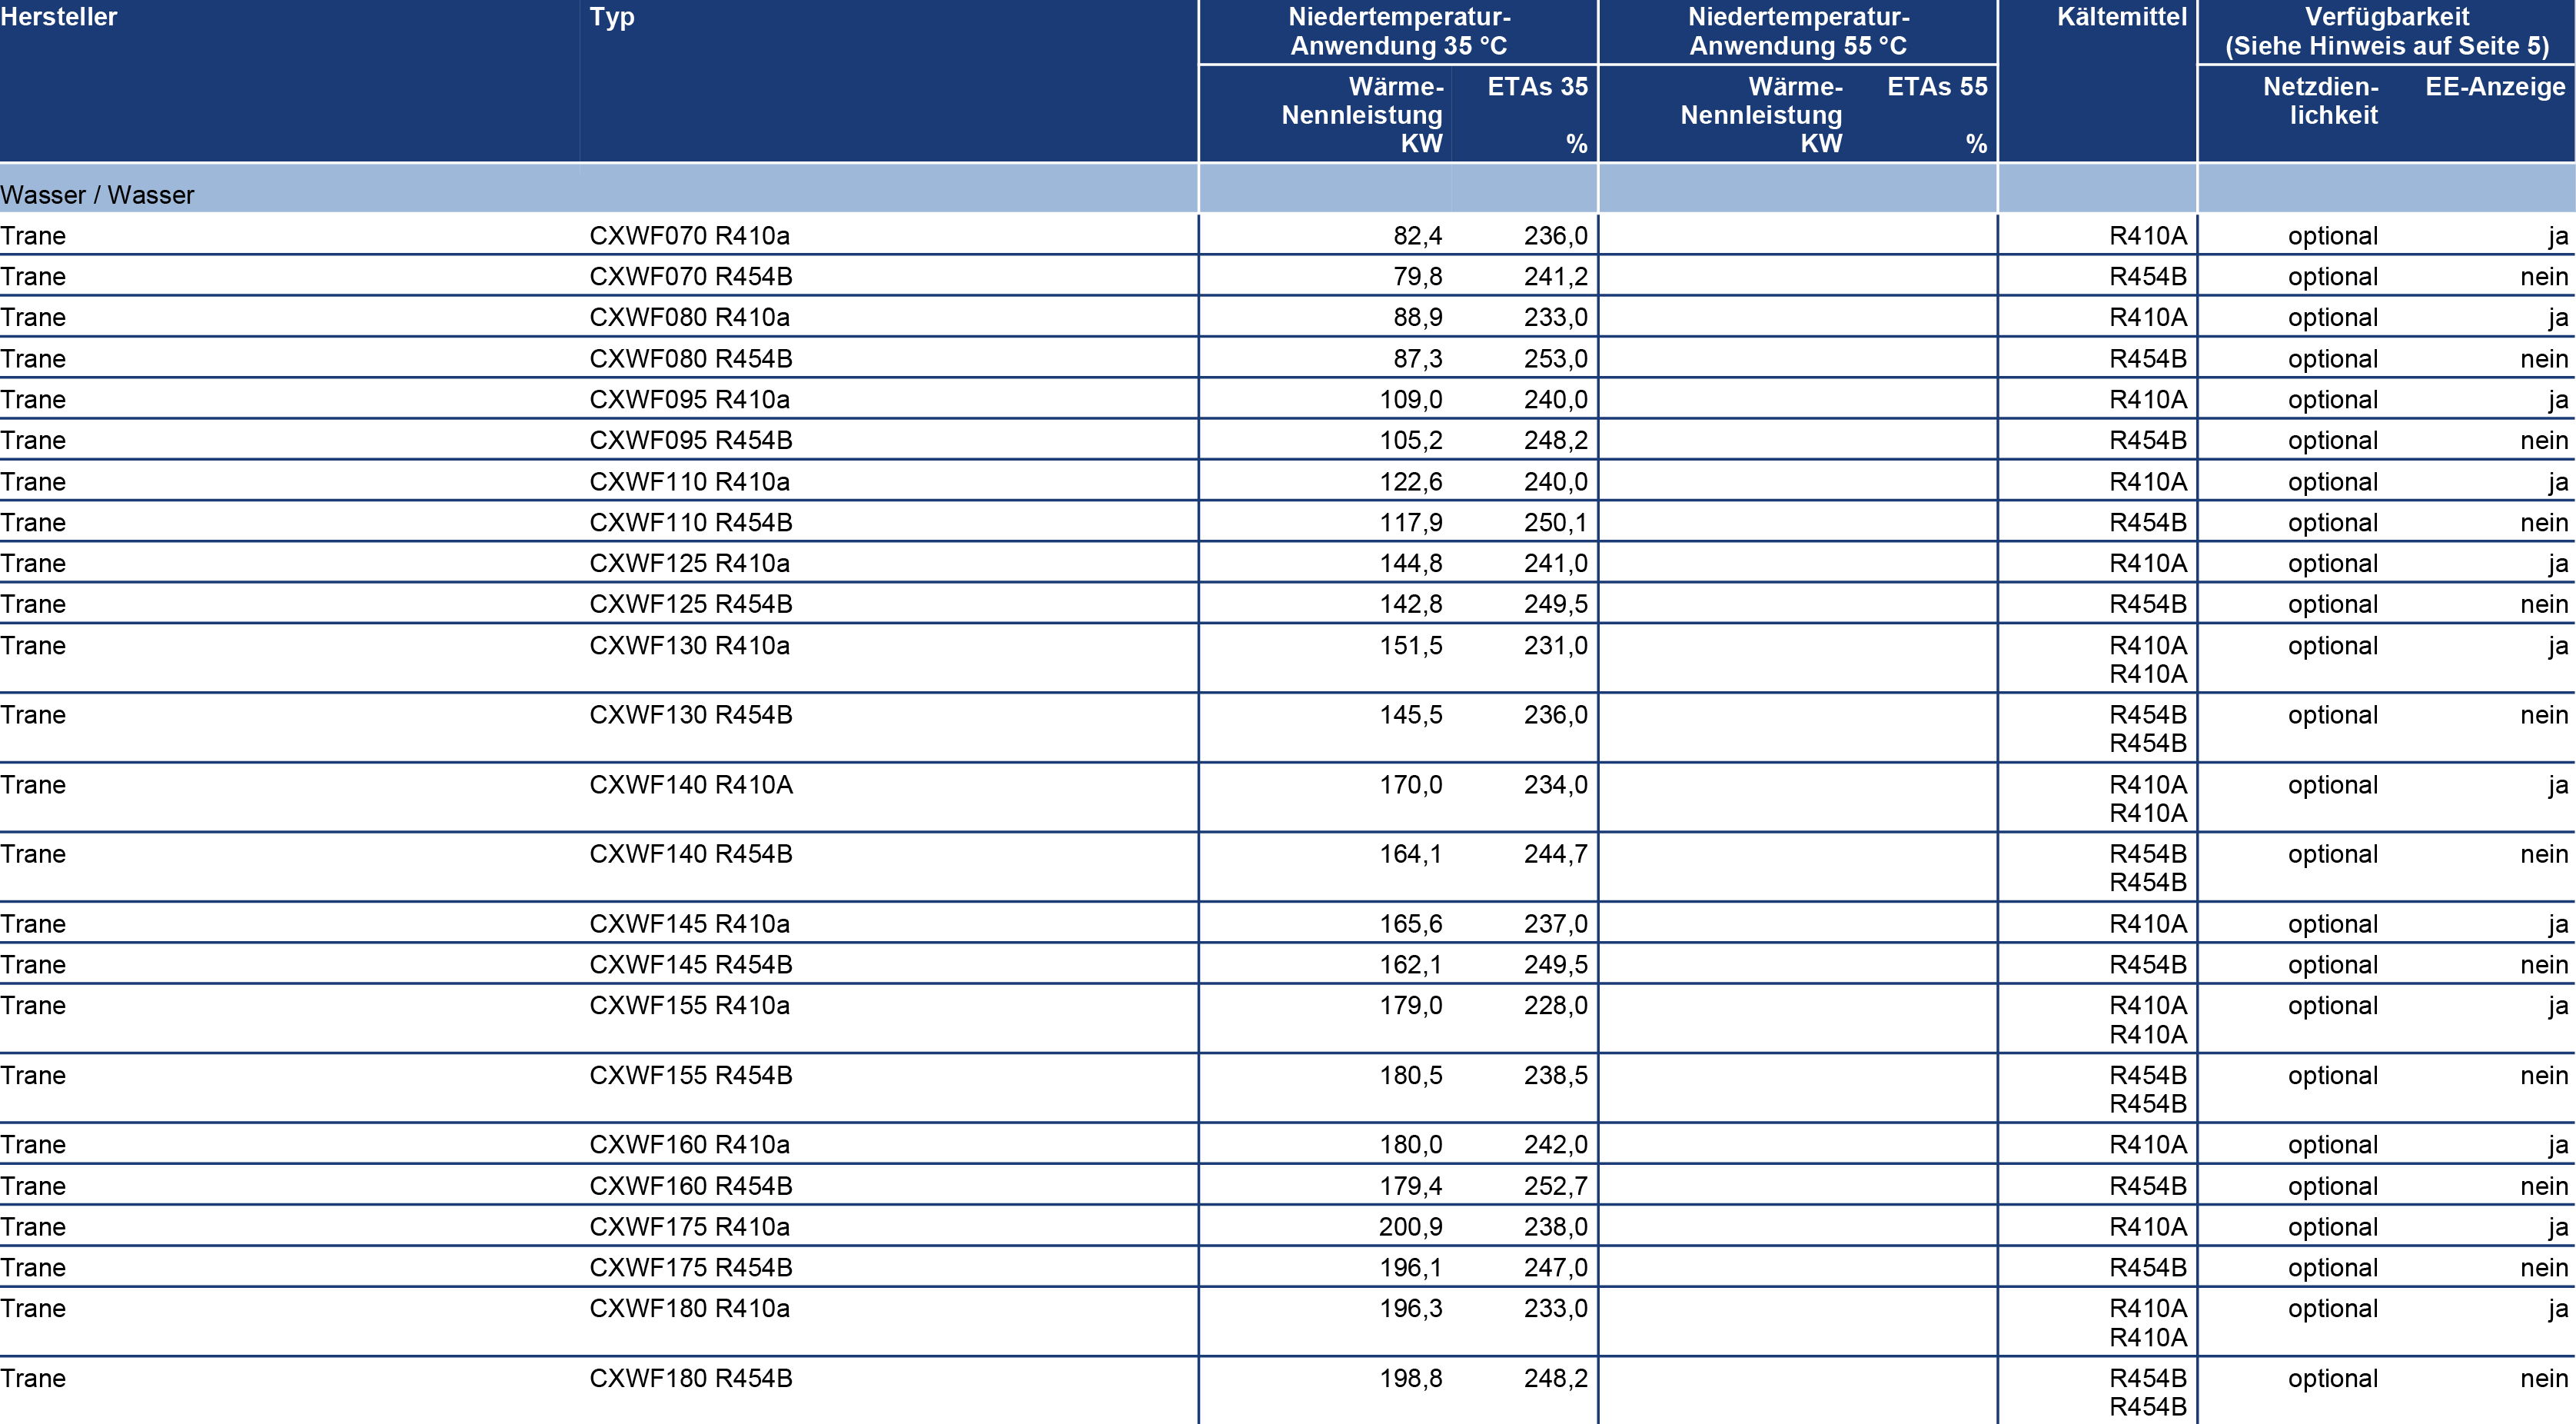 Hersteller Typ Niedertemperatur- Niedertemperatur- Kältemittel Verfügbarkeit
Anwendung 35 °C Anwendung 55 °C (Siehe Hinweis auf Seite 5)
Wärme- ETAs 35 Wärme- ETAs 55 Netzdien- EE-Anzeige
Nennleistung Nennleistung lichkeit
KW % KW %
Wasser / Wasser
Trane CXWF070 R410a 82,4 236,0 R410A optional ja
Trane CXWF070 R454B 79,8 241,2 R454B optional nein
Trane CXWF080 R410a 88,9 233,0 R410A optional ja
Trane CXWF080 R454B 87,3 253,0 R454B optional nein
Trane CXWF095 R410a 109,0 240,0 R410A optional ja
Trane CXWF095 R454B 105,2 248,2 R454B optional nein
Trane CXWF110 R410a 122,6 240,0 R410A optional ja
Trane CXWF110 R454B 117,9 250,1 R454B optional nein
Trane CXWF125 R410a 144,8 241,0 R410A optional ja
Trane CXWF125 R454B 142,8 249,5 R454B optional nein
Trane CXWF130 R410a 151,5 231,0 R410A optional ja
R410A
Trane CXWF130 R454B 145,5 236,0 R454B optional nein
R454B
Trane CXWF140 R410A 170,0 234,0 R410A optional ja
R410A
Trane CXWF140 R454B 164,1 244,7 R454B optional nein
R454B
Trane CXWF145 R410a 165,6 237,0 R410A optional ja
Trane CXWF145 R454B 162,1 249,5 R454B optional nein
Trane CXWF155 R410a 179,0 228,0 R410A optional ja
R410A
Trane CXWF155 R454B 180,5 238,5 R454B optional nein
R454B
Trane CXWF160 R410a 180,0 242,0 R410A optional ja
Trane CXWF160 R454B 179,4 252,7 R454B optional nein
Trane CXWF175 R410a 200,9 238,0 R410A optional ja
Trane CXWF175 R454B 196,1 247,0 R454B optional nein
Trane CXWF180 R410a 196,3 233,0 R410A optional ja
R410A
Trane CXWF180 R454B 198,8 248,2 R454B optional nein
R454B